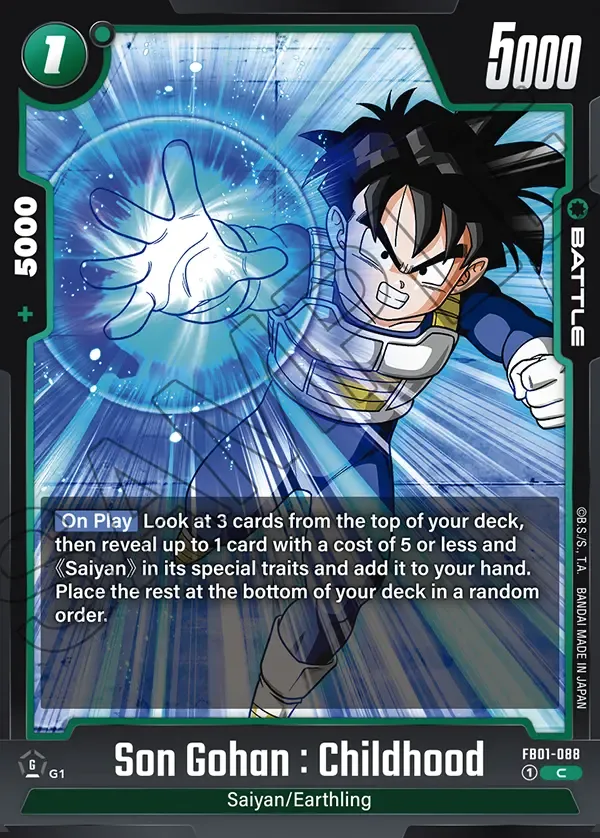 1
5000
+ 5000
BATTLE
SAMPLE
On Play Look at 3 cards from the top of your deck,
then reveal up to 1 card with a cost of 5 or less and
《Saiyan》 in its special traits and add it to your hand.
Place the rest at the bottom of your deck in a random
order.
©B.S./S., T.A. BANDAI MADE IN JAPAN
G G1
Son Gohan : Childhood
FB01-088
① C
Saiyan/Earthling